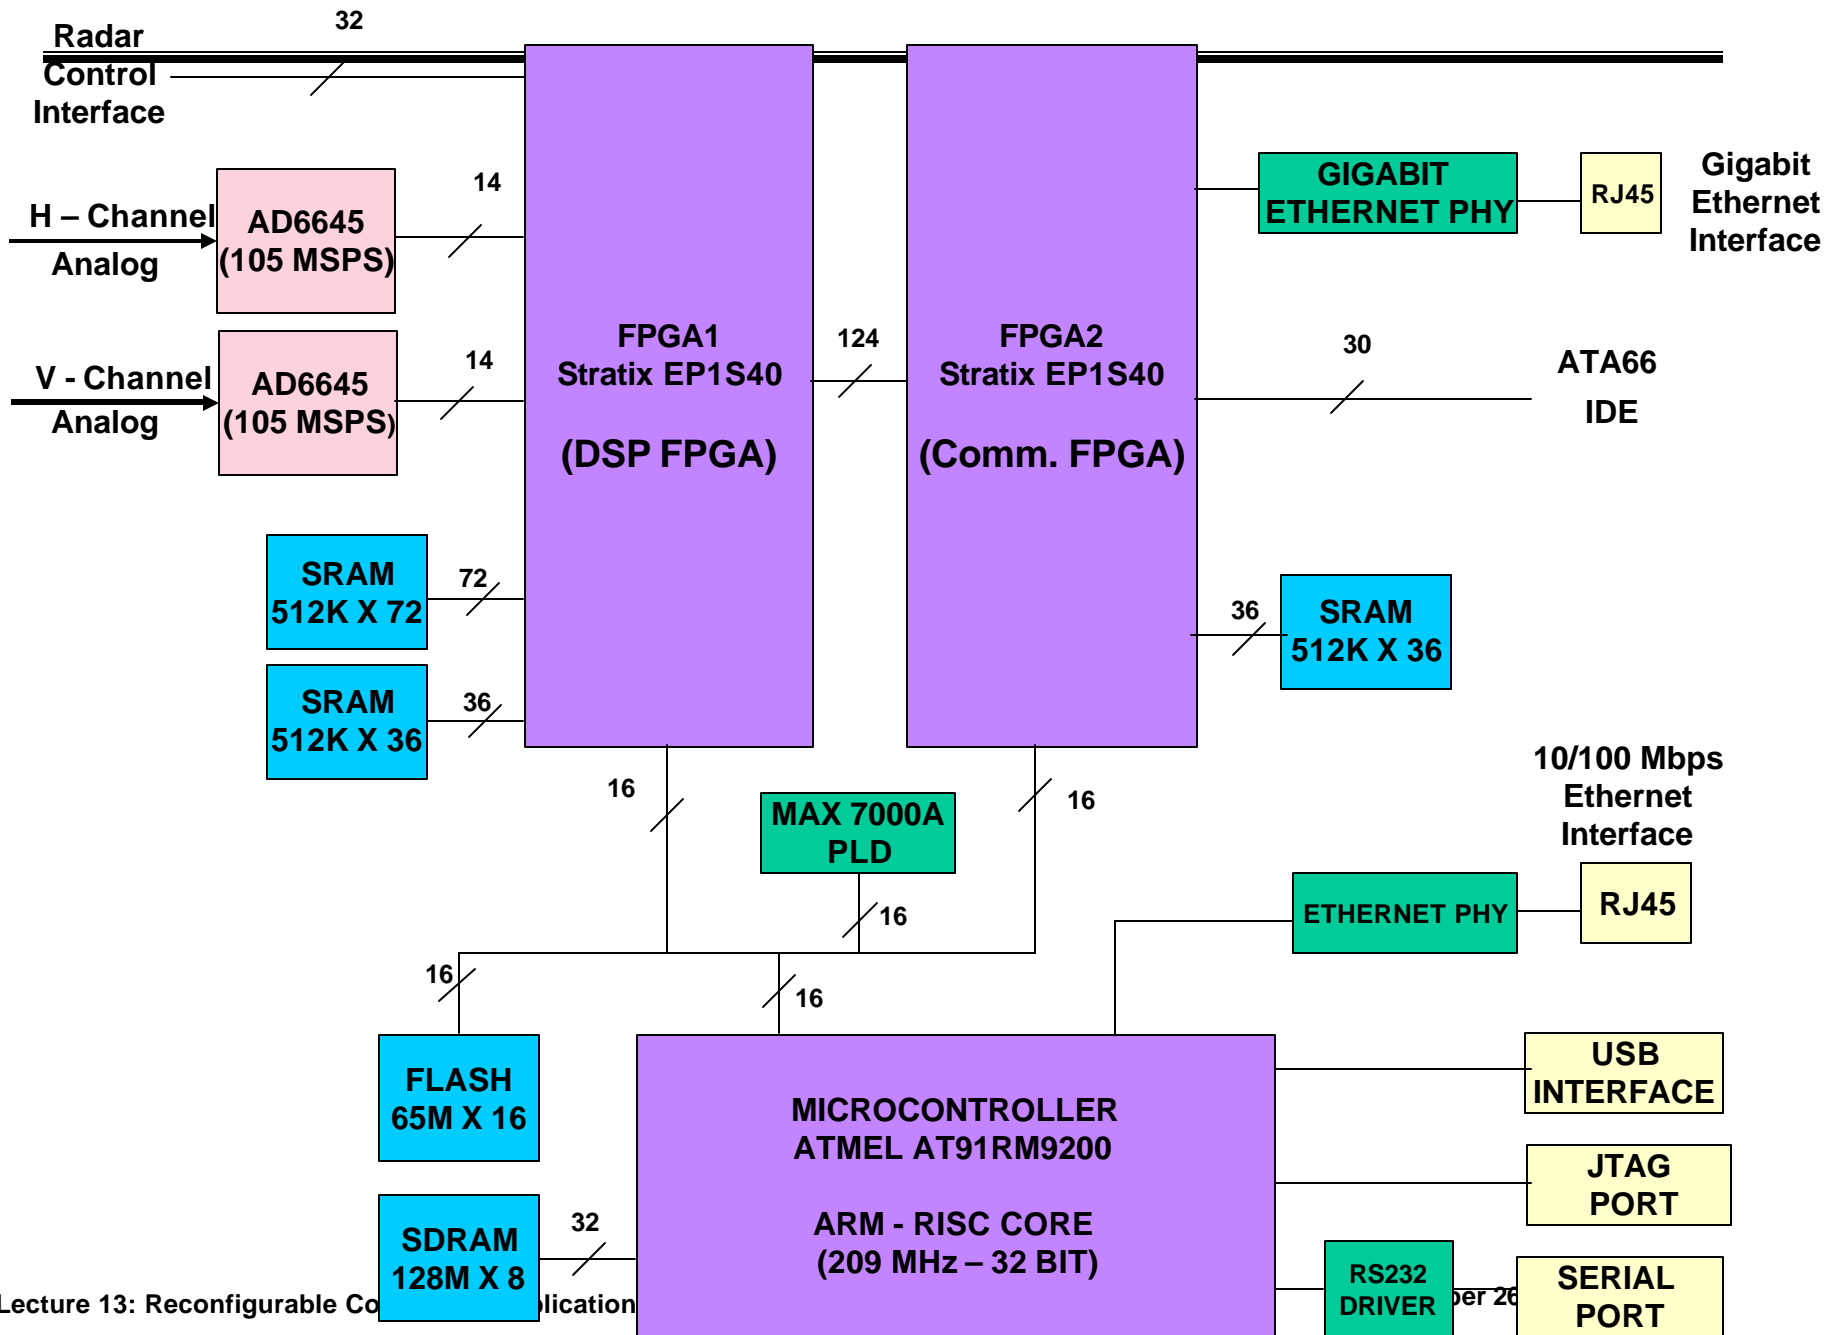 32
Radar
Control
Interface
14
H – Channel
Analog
AD6645
(105 MSPS)
14
V - Channel
Analog
AD6645
(105 MSPS)
FPGA1
Stratix EP1S40
(DSP FPGA)
124
FPGA2
Stratix EP1S40
(Comm. FPGA)
GIGABIT
ETHERNET PHY
RJ45
Gigabit
Ethernet
Interface
30
ATA66
IDE
SRAM
512K X 72
72
SRAM
512K X 36
36
36
SRAM
512K X 36
16
MAX 7000A
PLD
16
16
10/100 Mbps
Ethernet
Interface
ETHERNET PHY
RJ45
16
16
FLASH
65M X 16
MICROCONTROLLER
ATMEL AT91RM9200
ARM - RISC CORE
(209 MHz – 32 BIT)
USB
INTERFACE
JTAG
PORT
SDRAM
128M X 8
32
RS232
DRIVER
SERIAL
PORT
Lecture 13: Reconfigurable
26